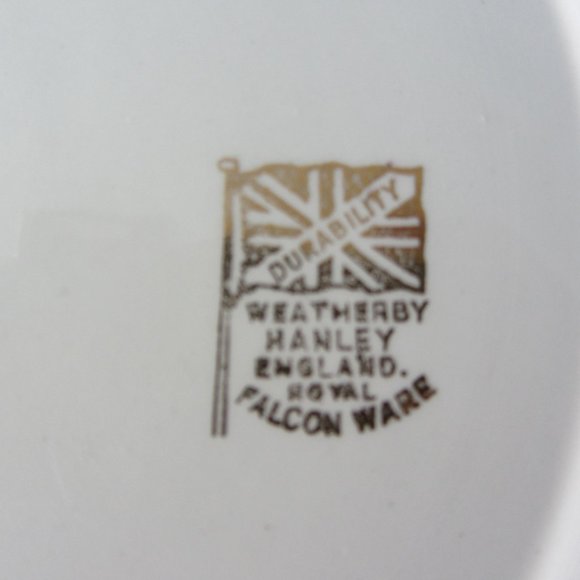 DURABILITY
WEATHERBY
HANLEY
ENGLAND.
ROYAL
FALCON WARE